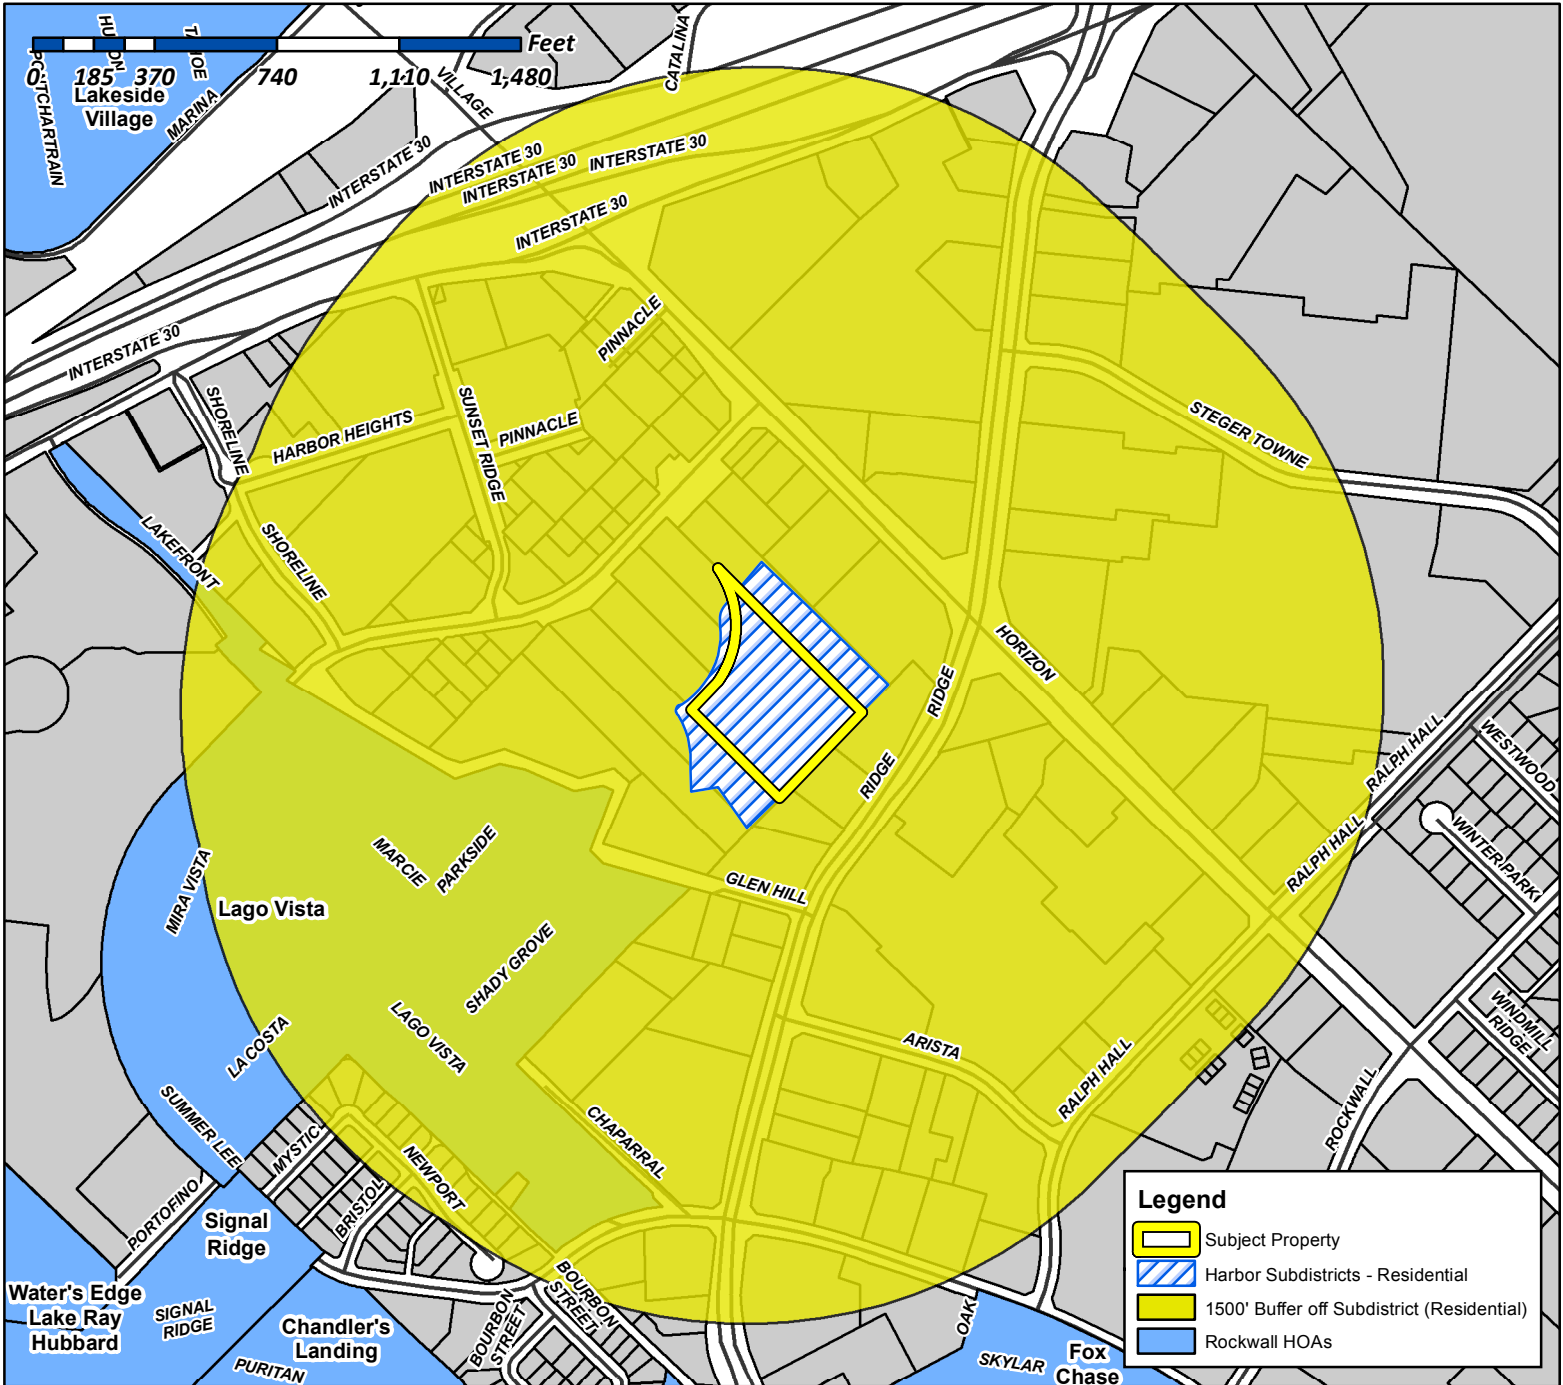 HURON
TAHOE
CATALINA
Feet
0 185 370 740 1,110 1,480
PONTCHARTRAIN
Lakeside
Village
MARINA
VILLAGE
INTERSTATE 30
INTERSTATE 30
INTERSTATE 30
INTERSTATE 30
INTERSTATE 30
INTERSTATE 30
PINNACLE
SHORELINE
HARBOR HEIGHTS
SUNSET RIDGE
PINNACLE
STEGER TOWNE
LAKEFRONT
SHORELINE
HORIZON
RIDGE
RIDGE
RALPH HALL
WESTWOOD
MARCIE
PARKSIDE
MIRA VISTA
Lago Vista
GLEN HILL
RALPH HALL
WINTER PARK
SHADY GROVE
LAGO VISTA
LA COSTA
ARISTA
WINDMILL
RIDGE
RALPH HALL
ROCKWALL
SUMMER LEE
MYSTIC
CHAPARRAL
NEWPORT
BRISTOL
PORTOFINO
Signal
Ridge
Water's Edge
Lake Ray
Hubbard
SIGNAL
RIDGE
Chandler's
Landing
PURITAN
BOURBON
STREET
BOURBON
STREET
OAK
SKYLAR
Fox
Chase
Legend
Subject Property
Harbor Subdistricts - Residential
1500' Buffer off Subdistrict (Residential)
Rockwall HOAs